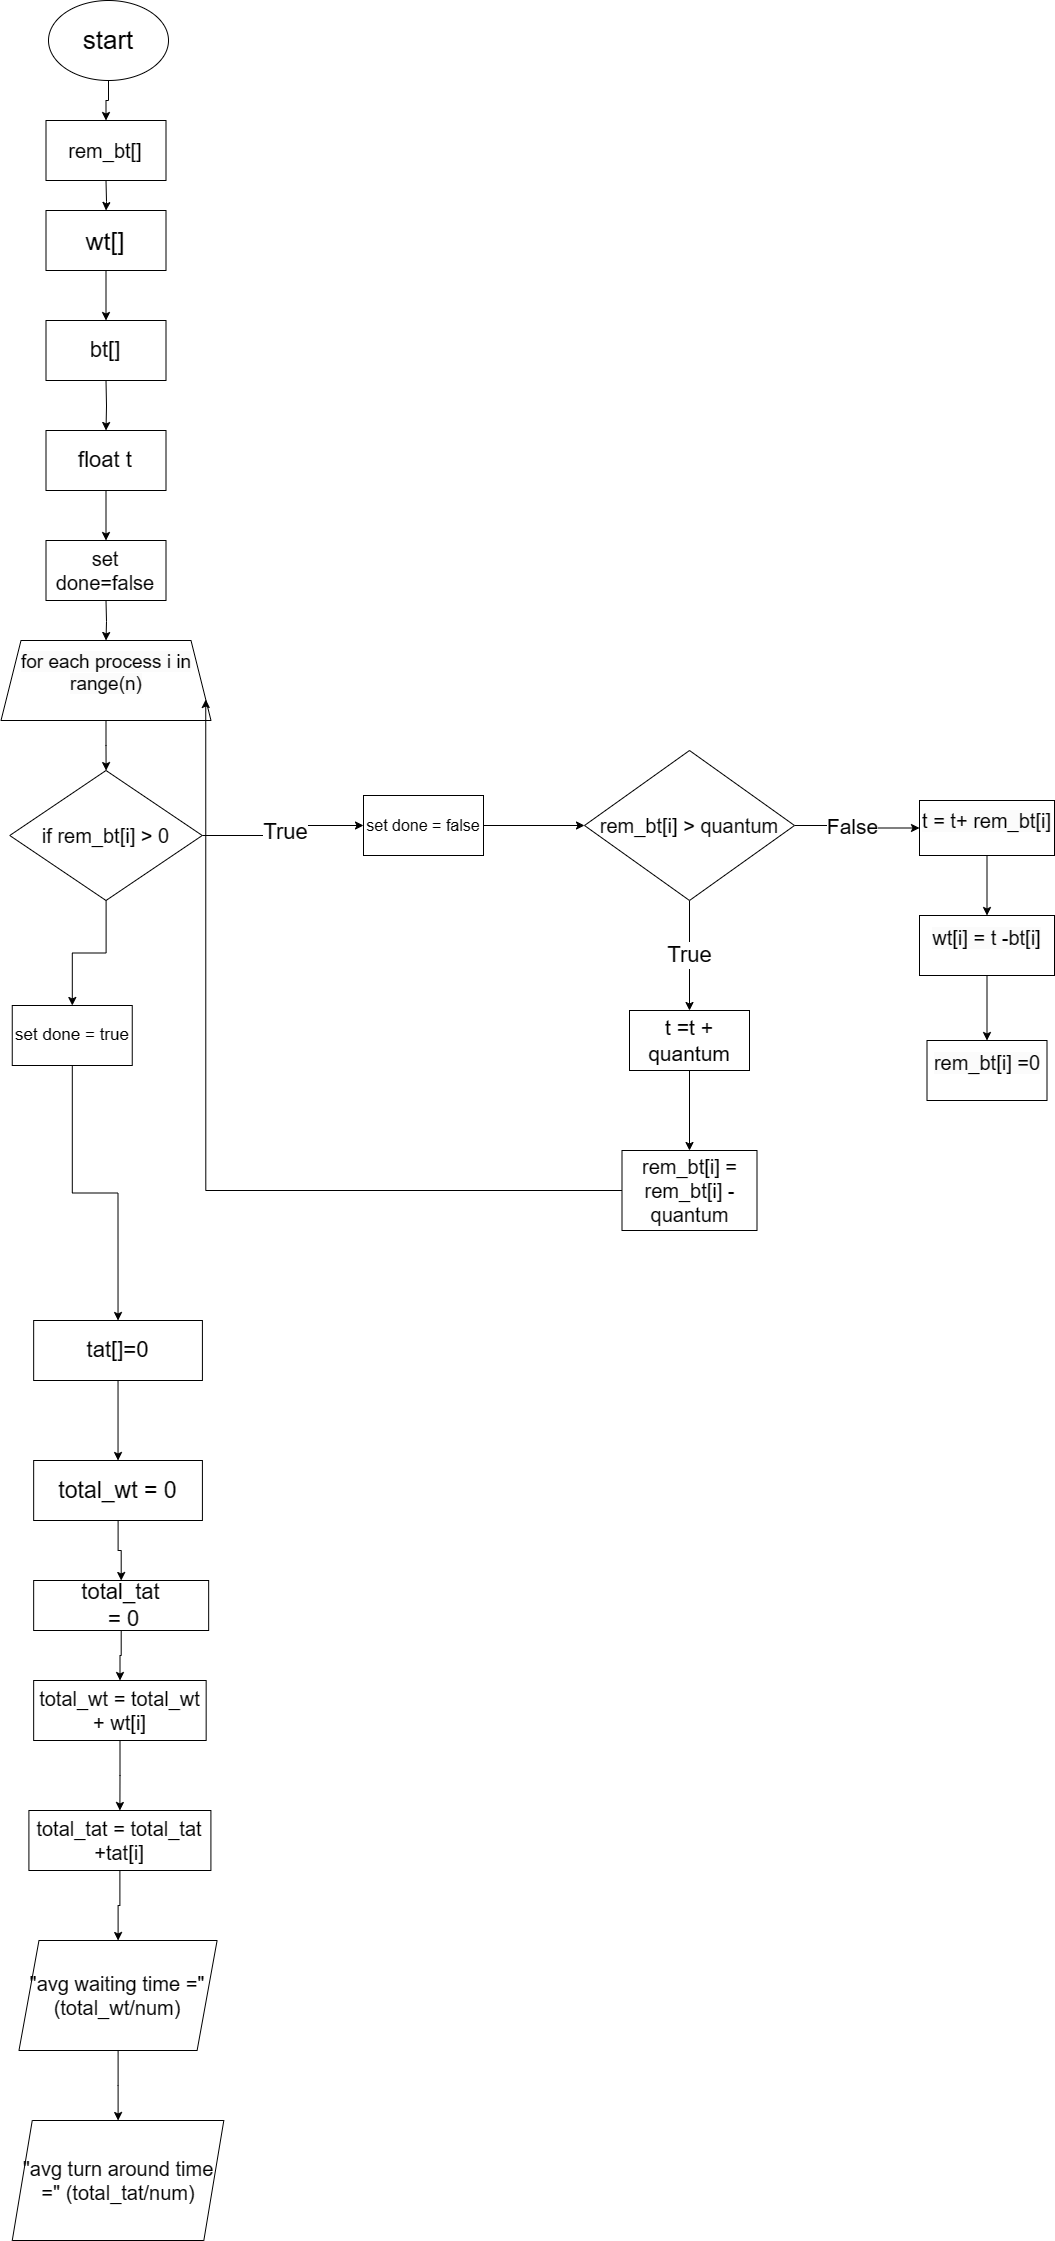 start
rem_bt[]
wt[]
bt[]
float t
set
done=false
for each process i in
range(n)
if rem_bt[i] > 0
True
set done = false
rem_bt[i] > quantum
False
t = t+ rem_bt[i]
wt[i] = t -bt[i]
rem_bt[i] =0
True
t =t +
quantum
rem_bt[i] =
rem_bt[i] -
quantum
set done = true
tat[]=0
total_wt = 0
total_tat
= 0
total_wt = total_wt
+ wt[i]
total_tat = total_tat
+tat[i]
"avg waiting time ="
(total_wt/num)
"avg turn around time
=" (total_tat/num)